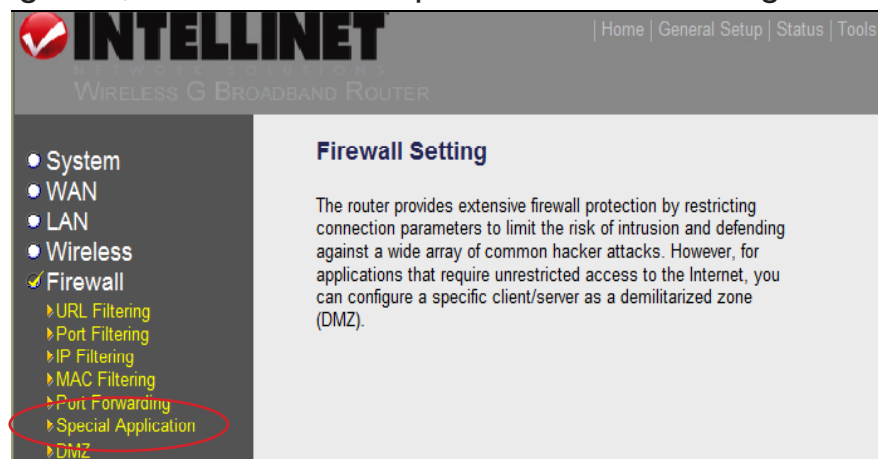 INTELLINET
NETWORK SOLUTIONS
WIRELESS G BROADBAND ROUTER
| Home | General Setup | Status | Tools
System
WAN
LAN
Wireless
Firewall
URL Filtering
Port Filtering
IP Filtering
MAC Filtering
Port Forwarding
Special Application
DMZ
Firewall Setting
The router provides extensive firewall protection by restricting
connection parameters to limit the risk of intrusion and defending
against a wide array of common hacker attacks. However, for
applications that require unrestricted access to the Internet, you
can configure a specific client/server as a demilitarized zone
(DMZ).